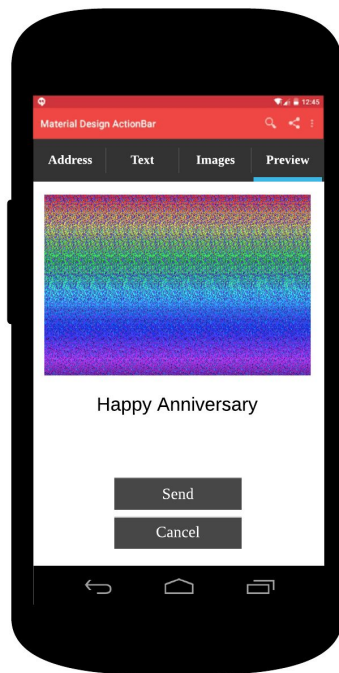 12:45
Material Design ActionBar
Address Text Images Preview
Happy Anniversary
Send
Cancel